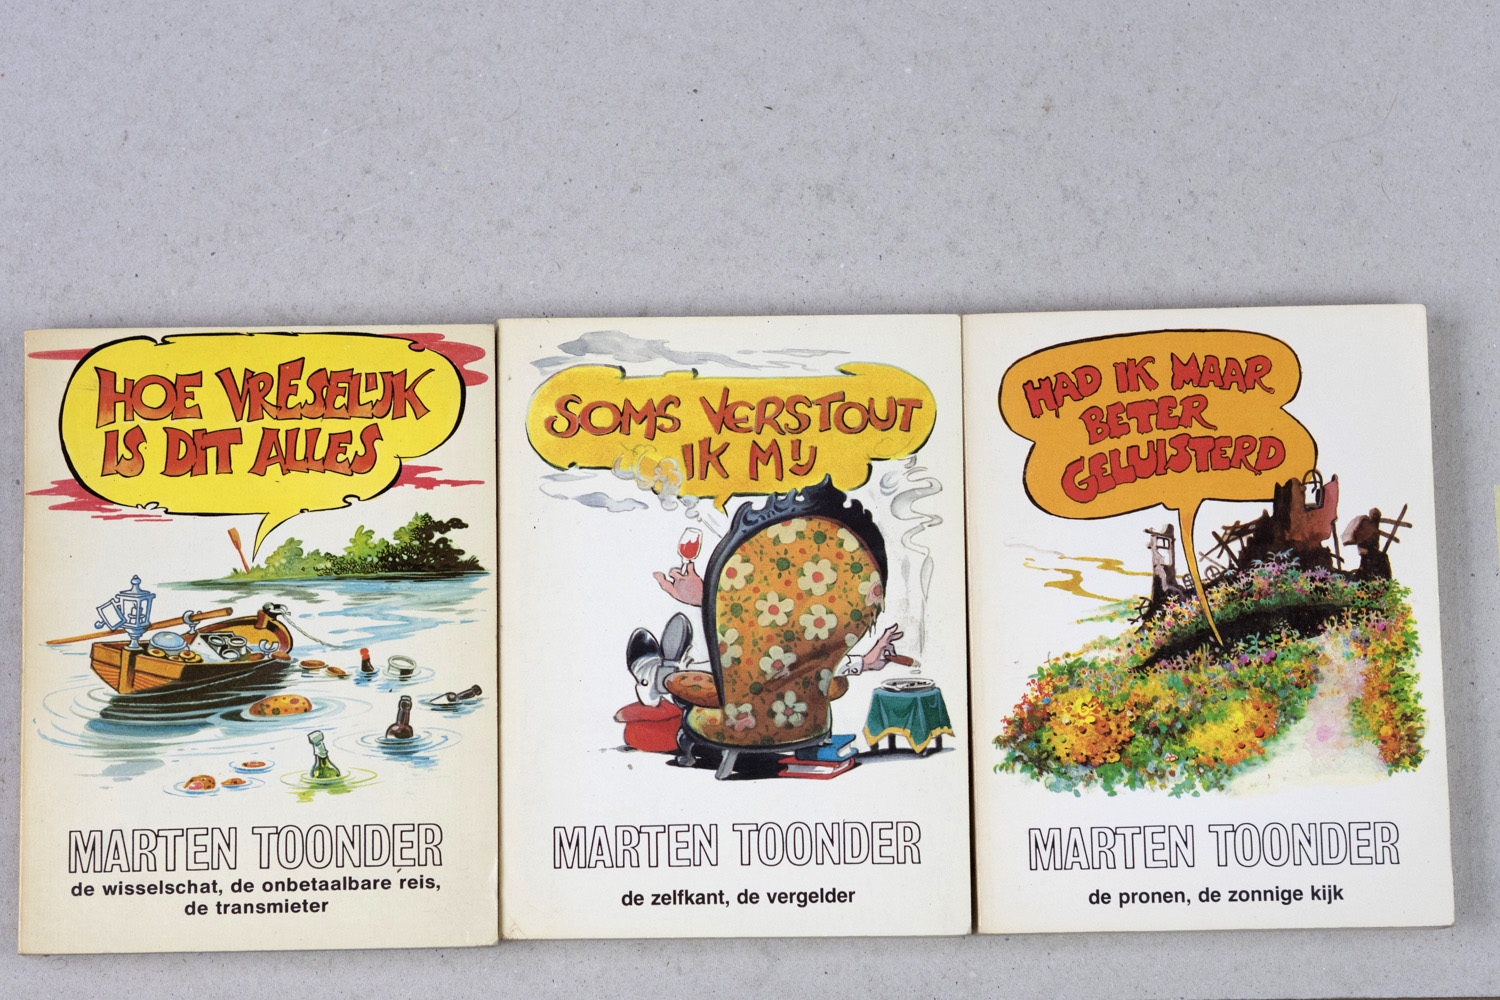 HOE VRESELIJK
IS DIT ALLES
MARTEN TOONDER
de wisselschat, de onbetaalbare reis,
de transmieter
SOMS VERSTOUT
IK MIJ
MARTEN TOONDER
de zelfkant, de vergelder
HAD IK MAAR
BETER
GELUISTERD
MARTEN TOONDER
de pronen, de zonnige kijk